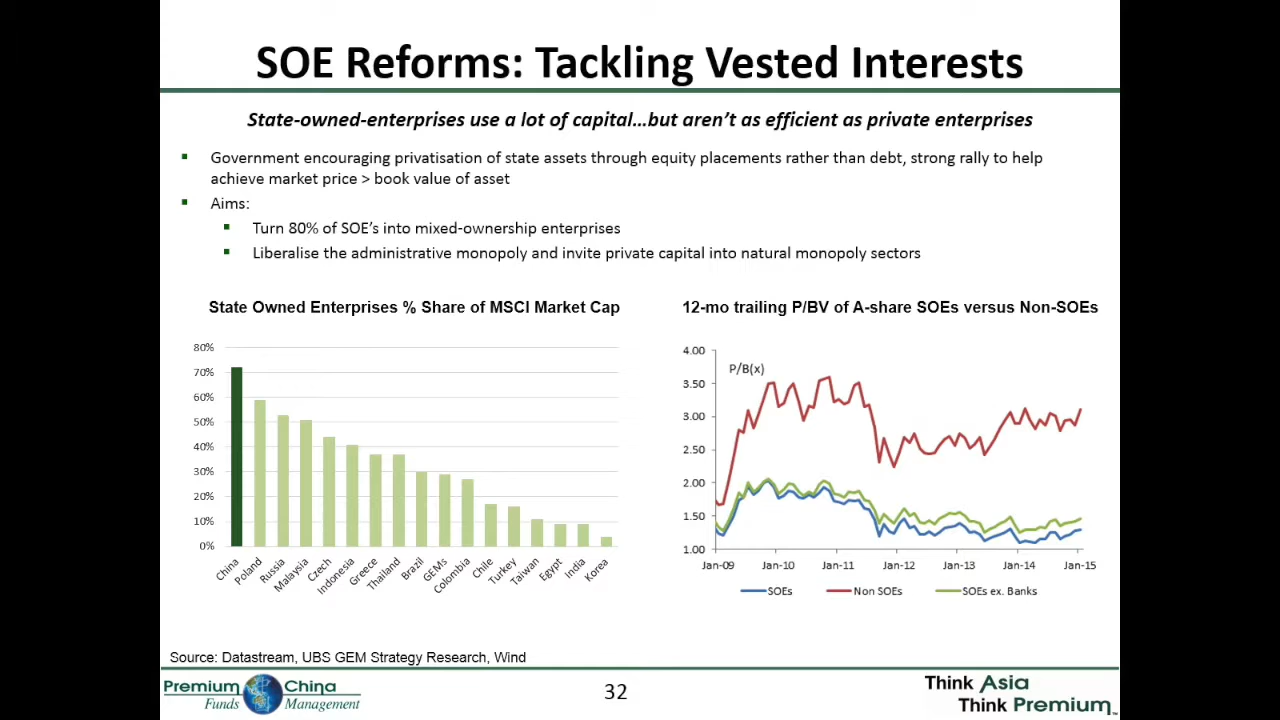 SOE Reforms: Tackling Vested Interests
State-owned-enterprises use a lot of capital…but aren't as efficient as private enterprises
Government encouraging privatisation of state assets through equity placements rather than debt, strong rally to help
achieve market price > book value of asset
Aims:
Turn 80% of SOE's into mixed-ownership enterprises
Liberalise the administrative monopoly and invite private capital into natural monopoly sectors
State Owned Enterprises % Share of MSCI Market Cap
80%
70%
60%
50%
40%
30%
20%
10%
0%
China
Poland
Russia
Malaysia
Czech
Indonesia
Greece
Thailand
Brazil
GEMs
Colombia
Chile
Turkey
Taiwan
Egypt
India
Korea
12-mo trailing P/BV of A-share SOEs versus Non-SOEs
P/B(x)
4.00
3.50
3.00
2.50
2.00
1.50
1.00
Jan-09 Jan-10 Jan-11 Jan-12 Jan-13 Jan-14 Jan-15
SOEs Non SOEs SOEs ex. Banks
Source: Datastream, UBS GEM Strategy Research, Wind
Premium China
Funds Management
32
Think Asia
Think Premium™